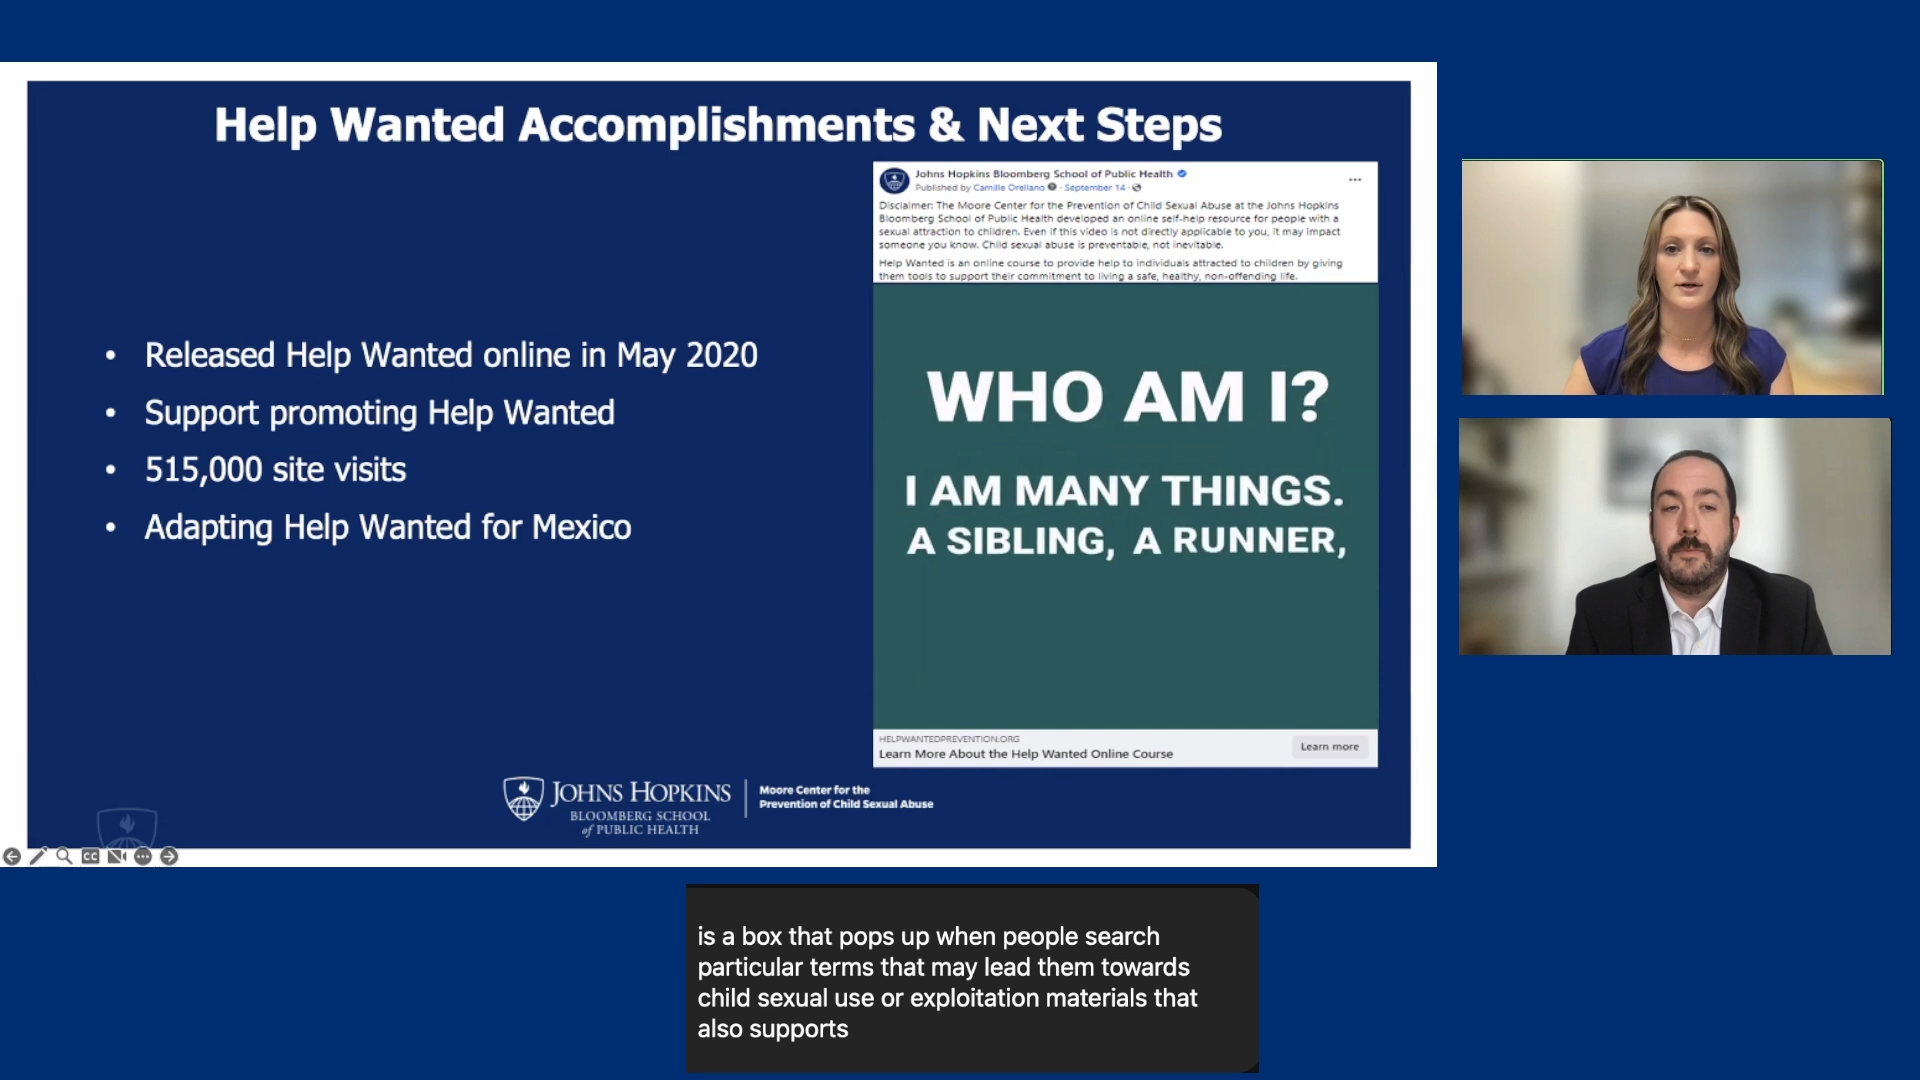 Help Wanted Accomplishments & Next Steps
• Released Help Wanted online in May 2020
• Support promoting Help Wanted
• 515,000 site visits
• Adapting Help Wanted for Mexico
Johns Hopkins Bloomberg School of Public Health
Published by Camille Orellano · September 14 ·
Disclaimer: The Moore Center for the Prevention of Child Sexual Abuse at the Johns Hopkins
Bloomberg School of Public Health developed an online self-help resource for people with a
sexual attraction to children. Even if this video is not directly applicable to you, it may impact
someone you know. Child sexual abuse is preventable, not inevitable.
Help Wanted is an online course to provide help to individuals attracted to children by giving
them tools to support their commitment to living a safe, healthy, non-offending life.
WHO AM I?
I AM MANY THINGS.
A SIBLING, A RUNNER,
HELPWANTEDPREVENTION.ORG
Learn More About the Help Wanted Online Course
Learn more
JOHNS HOPKINS
BLOOMBERG SCHOOL
of PUBLIC HEALTH
Moore Center for the
Prevention of Child Sexual Abuse
CC
is a box that pops up when people search
particular terms that may lead them towards
child sexual use or exploitation materials that
also supports